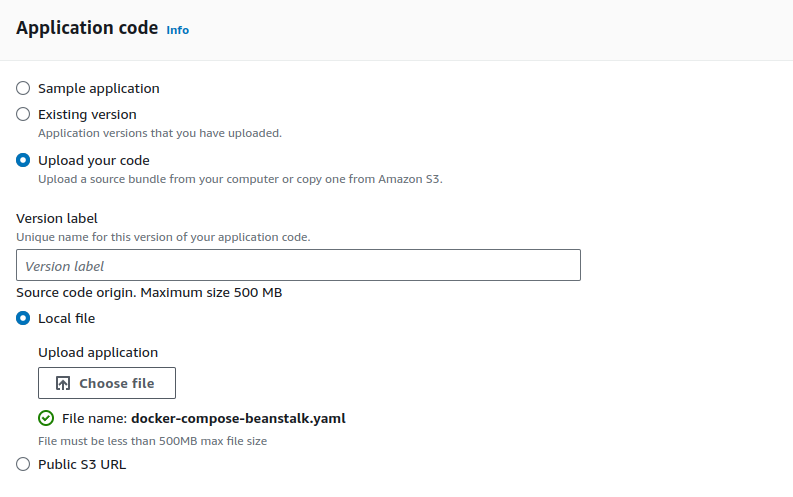 Application code Info
Sample application
Existing version
Application versions that you have uploaded.
Upload your code
Upload a source bundle from your computer or copy one from Amazon S3.
Version label
Unique name for this version of your application code.
Version label
Source code origin. Maximum size 500 MB
Local file
Upload application
Choose file
File name: docker-compose-beanstalk.yaml
File must be less than 500MB max file size
Public S3 URL